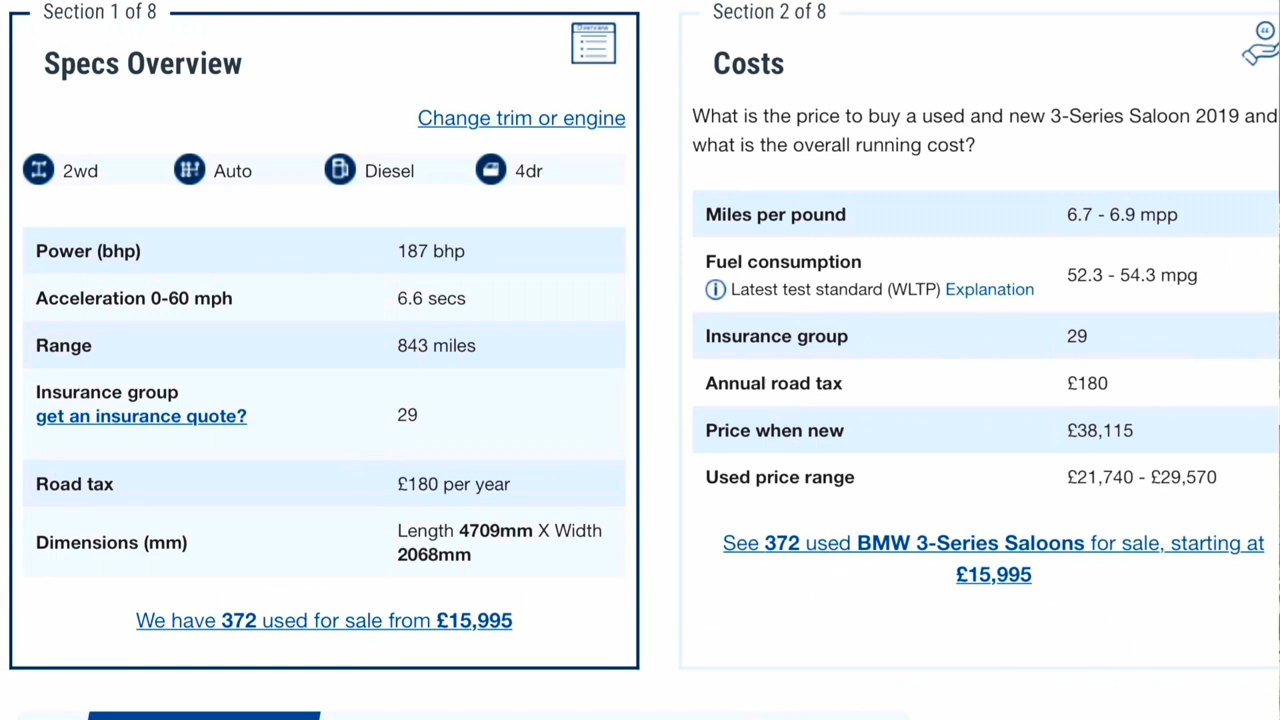 Section 1 of 8
Overview
Specs Overview
Change trim or engine
2wd
Auto
Diesel
4dr
Power (bhp) 187 bhp
Acceleration 0-60 mph 6.6 secs
Range 843 miles
Insurance group
get an insurance quote? 29
Road tax £180 per year
Dimensions (mm) Length 4709mm X Width
2068mm
We have 372 used for sale from £15,995
Section 2 of 8
Costs
What is the price to buy a used and new 3-Series Saloon 2019 and
what is the overall running cost?
Miles per pound 6.7 - 6.9 mpp
Fuel consumption
Latest test standard (WLTP) Explanation
52.3 - 54.3 mpg
Insurance group 29
Annual road tax £180
Price when new £38,115
Used price range £21,740 - £29,570
See 372 used BMW 3-Series Saloons for sale, starting at
£15,995